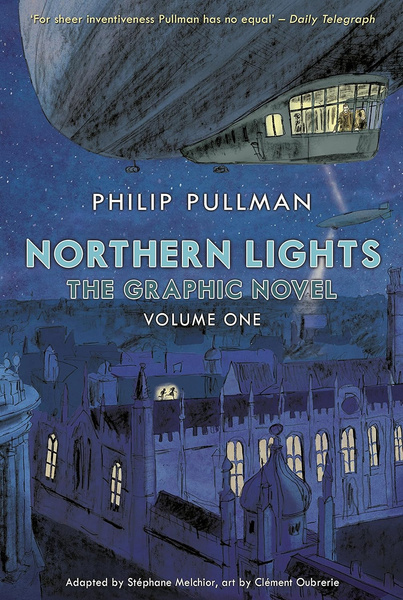 ‘For sheer inventiveness Pullman has no equal’ – Daily Telegraph
PHILIP PULLMAN
NORTHERN LIGHTS
THE GRAPHIC NOVEL
VOLUME ONE
Adapted by Stéphane Melchior, art by Clément Oubrerie